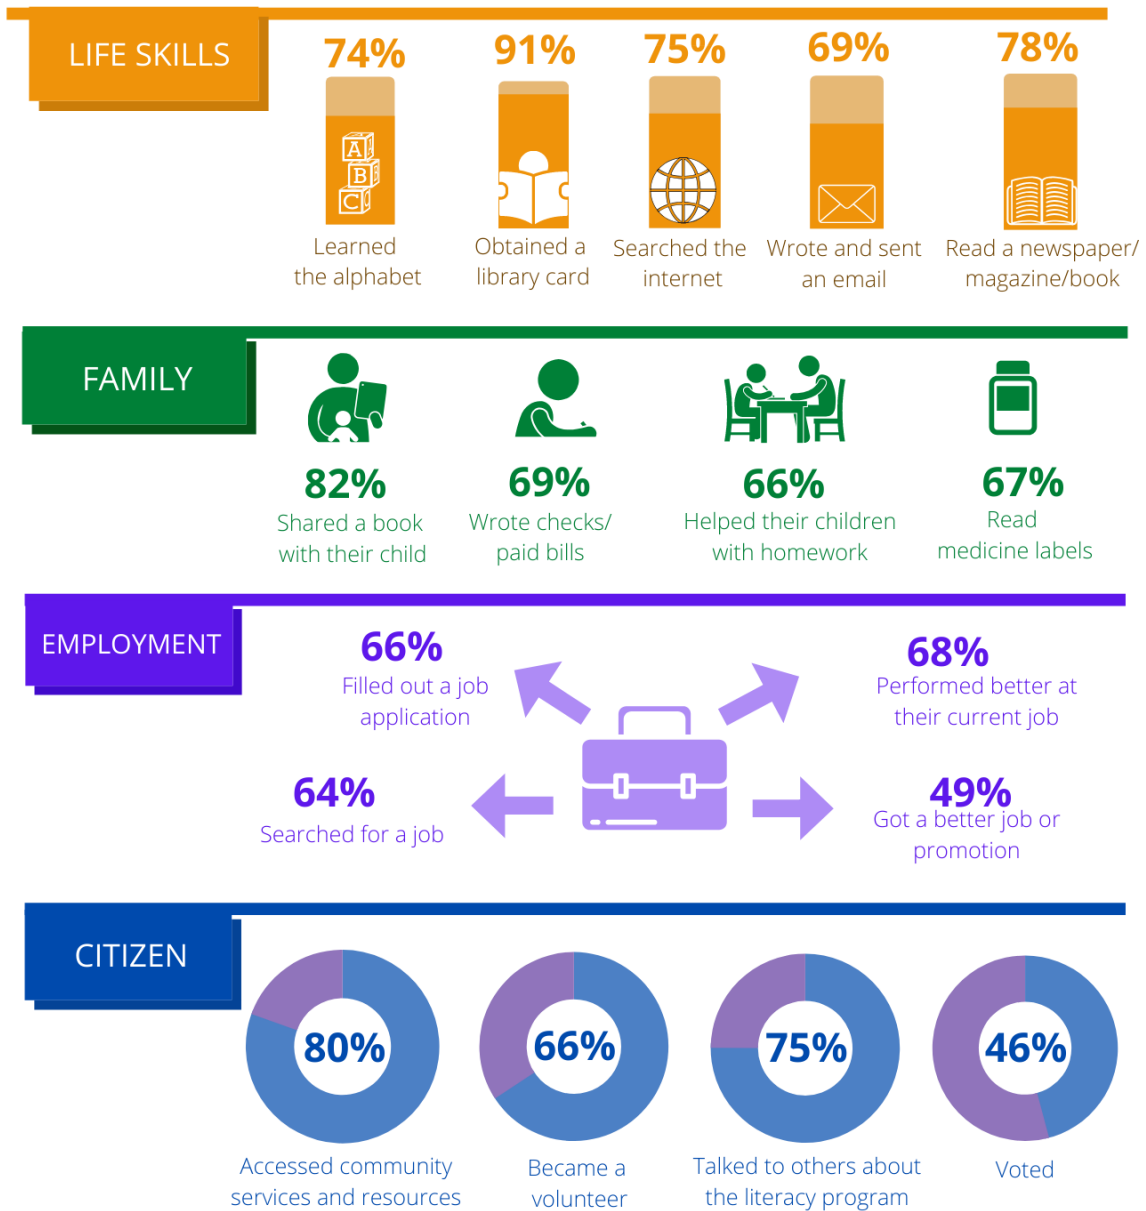 LIFE SKILLS
74%
91%
75%
69%
78%
A
B
C
Learned
the alphabet
Obtained a
library card
Searched the
internet
Wrote and sent
an email
Read a newspaper/
magazine/book
FAMILY
82%
Shared a book
with their child
69%
Wrote checks/
paid bills
66%
Helped their children
with homework
67%
Read
medicine labels
EMPLOYMENT
66%
Filled out a job
application
68%
Performed better at
their current job
64%
Searched for a job
49%
Got a better job or
promotion
CITIZEN
80%
Accessed community
services and resources
66%
Became a
volunteer
75%
Talked to others about
the literacy program
46%
Voted